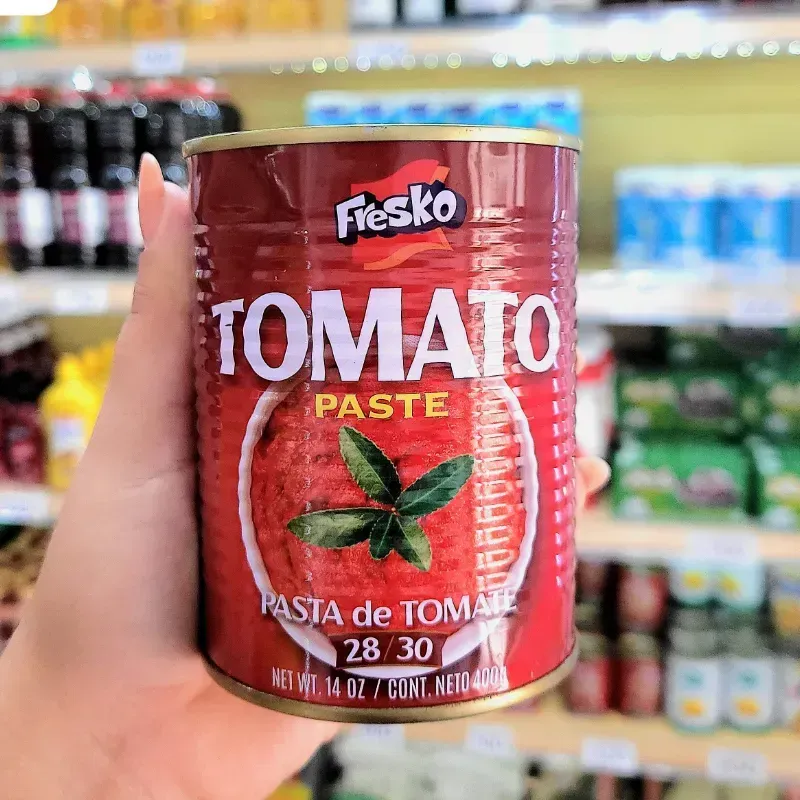 Fresko
TOMATO
PASTE
PASTA de TOMATE
28/30
NET WT. 14 OZ / CONT. NETO 400g